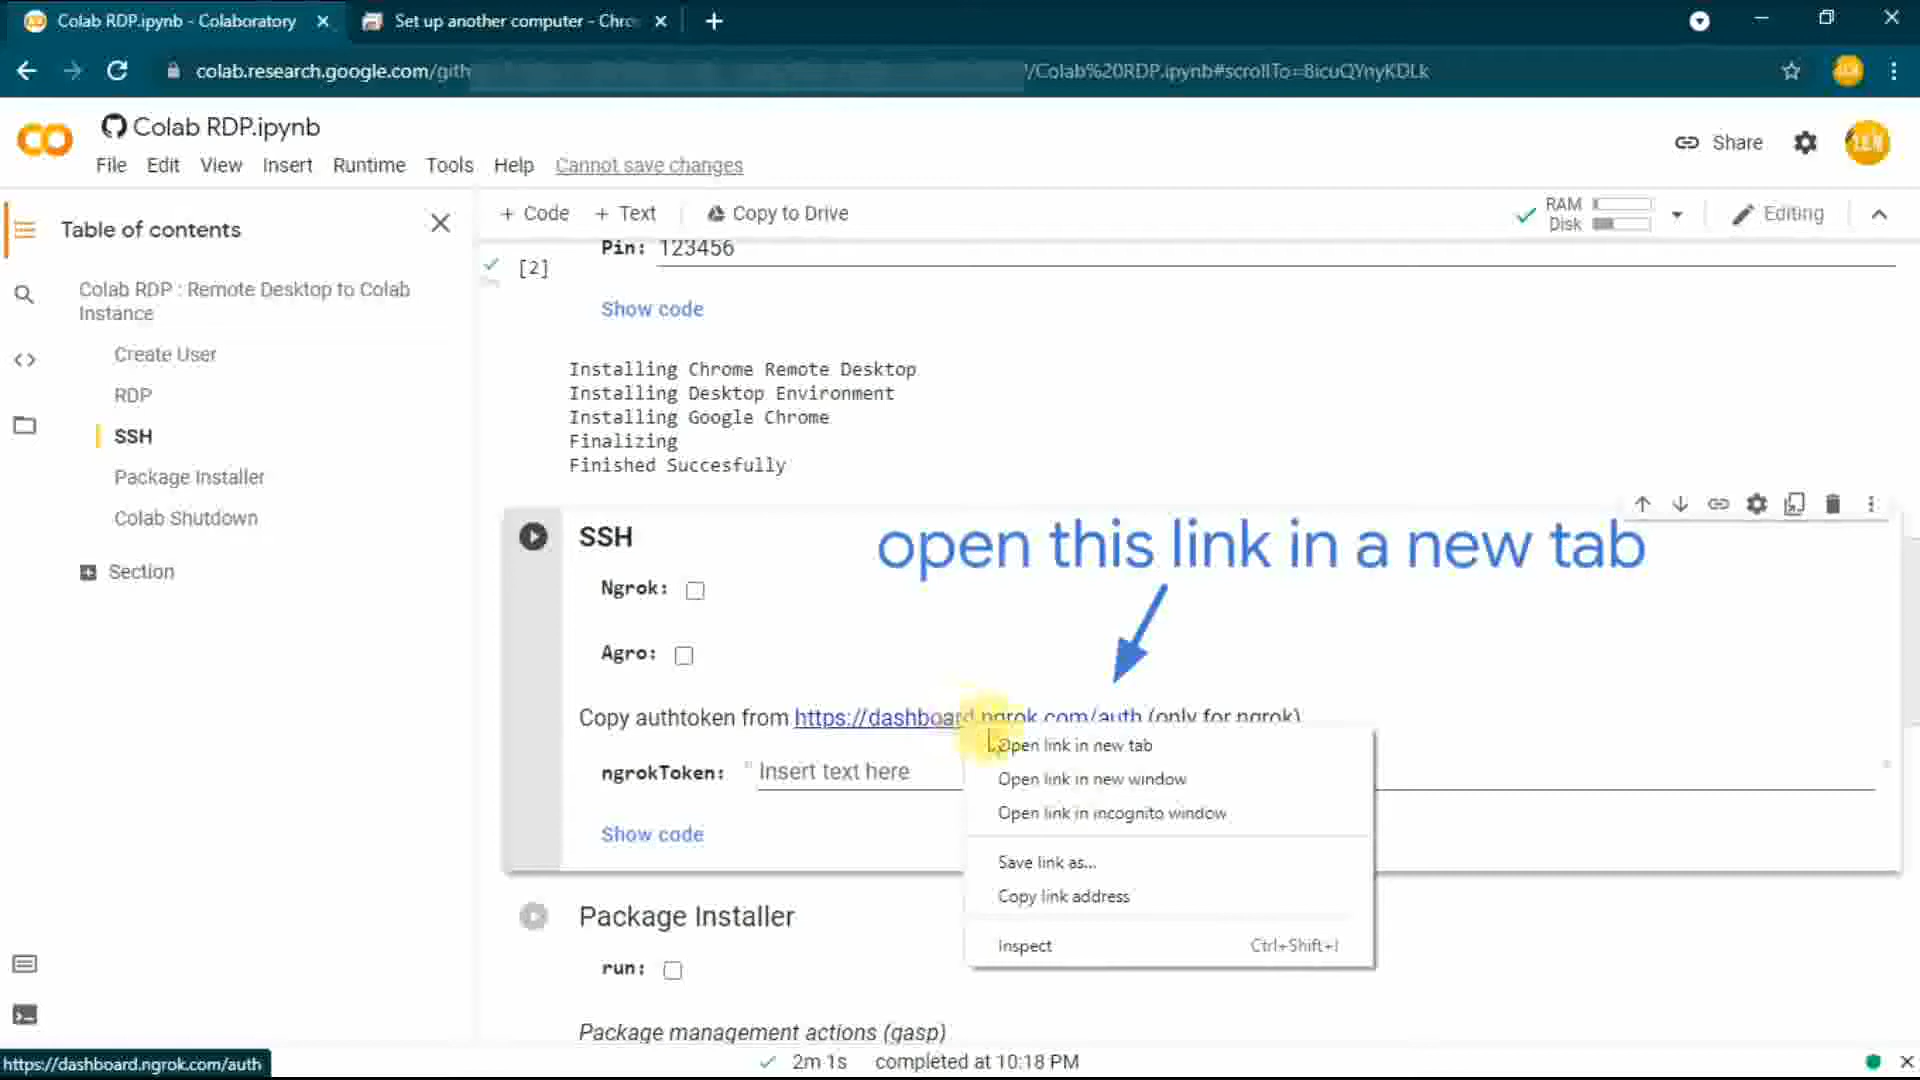 Colab RDP.ipynb - Colaboratory
Set up another computer - Chro
colab.research.google.com/gith
/Colab%20RDP.ipynb#scrollTo=8icuQYnyKDLk
Colab RDP.ipynb
File Edit View Insert Runtime Tools Help Cannot save changes
Share
Table of contents
+ Code + Text Copy to Drive
RAM
Disk
Editing
Colab RDP : Remote Desktop to Colab
Instance
Create User
RDP
SSH
Package Installer
Colab Shutdown
Section
Pin: 123456
[2]
Show code
Installing Chrome Remote Desktop
Installing Desktop Environment
Installing Google Chrome
Finalizing
Finished Succesfully
SSH
open this link in a new tab
Ngrok:
Agro:
Copy authtoken from https://dashboard.ngrok.com/auth (only for ngrok)
ngrokToken: " Insert text here "
Show code
Open link in new tab
Open link in new window
Open link in incognito window
Save link as...
Copy link address
Inspect Ctrl+Shift+I
Package Installer
run:
Package management actions (gasp)
https://dashboard.ngrok.com/auth
2m 1s completed at 10:18 PM